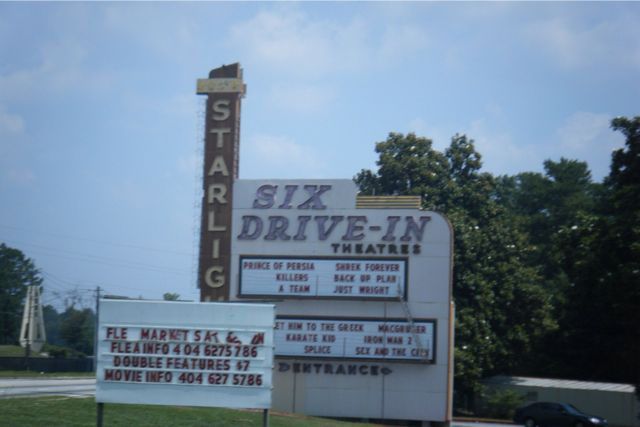 STARLIG
SIX
DRIVE-IN
THEATRES
PRINCE OF PERSIA SHREK FOREVER
KILLERS BACK UP PLAN
A TEAM JUST WRIGHT
ET HIM TO THE GREEK MACGRUBER
KARATE KID IRON MAN 2
SPLICE SEX AND THE CITY
ENTRANCE
FLE MARKET SAT
FLEA INFO 404 6275786
DOUBLE FEATURES $7
MOVIE INFO 404 627 5786